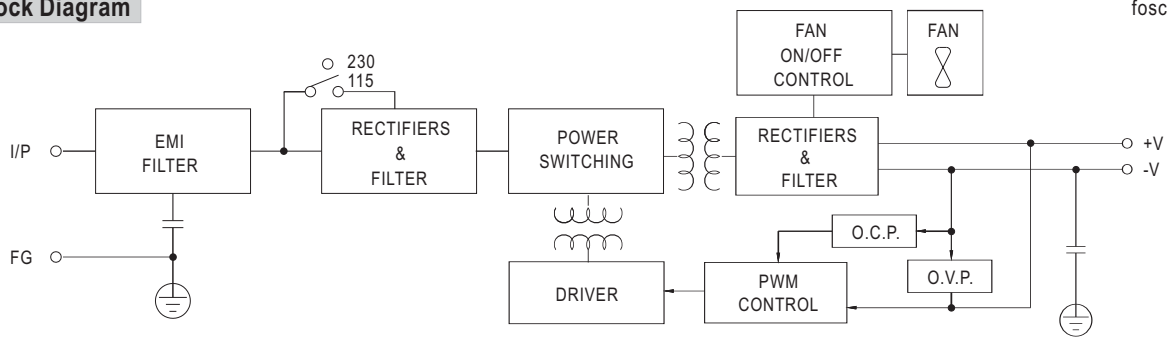 ock Diagram
fosc
230
115
FAN
ON/OFF
CONTROL
FAN
I/P
EMI
FILTER
RECTIFIERS
&
FILTER
POWER
SWITCHING
RECTIFIERS
&
FILTER
+V
-V
FG
O.C.P.
O.V.P.
DRIVER
PWM
CONTROL